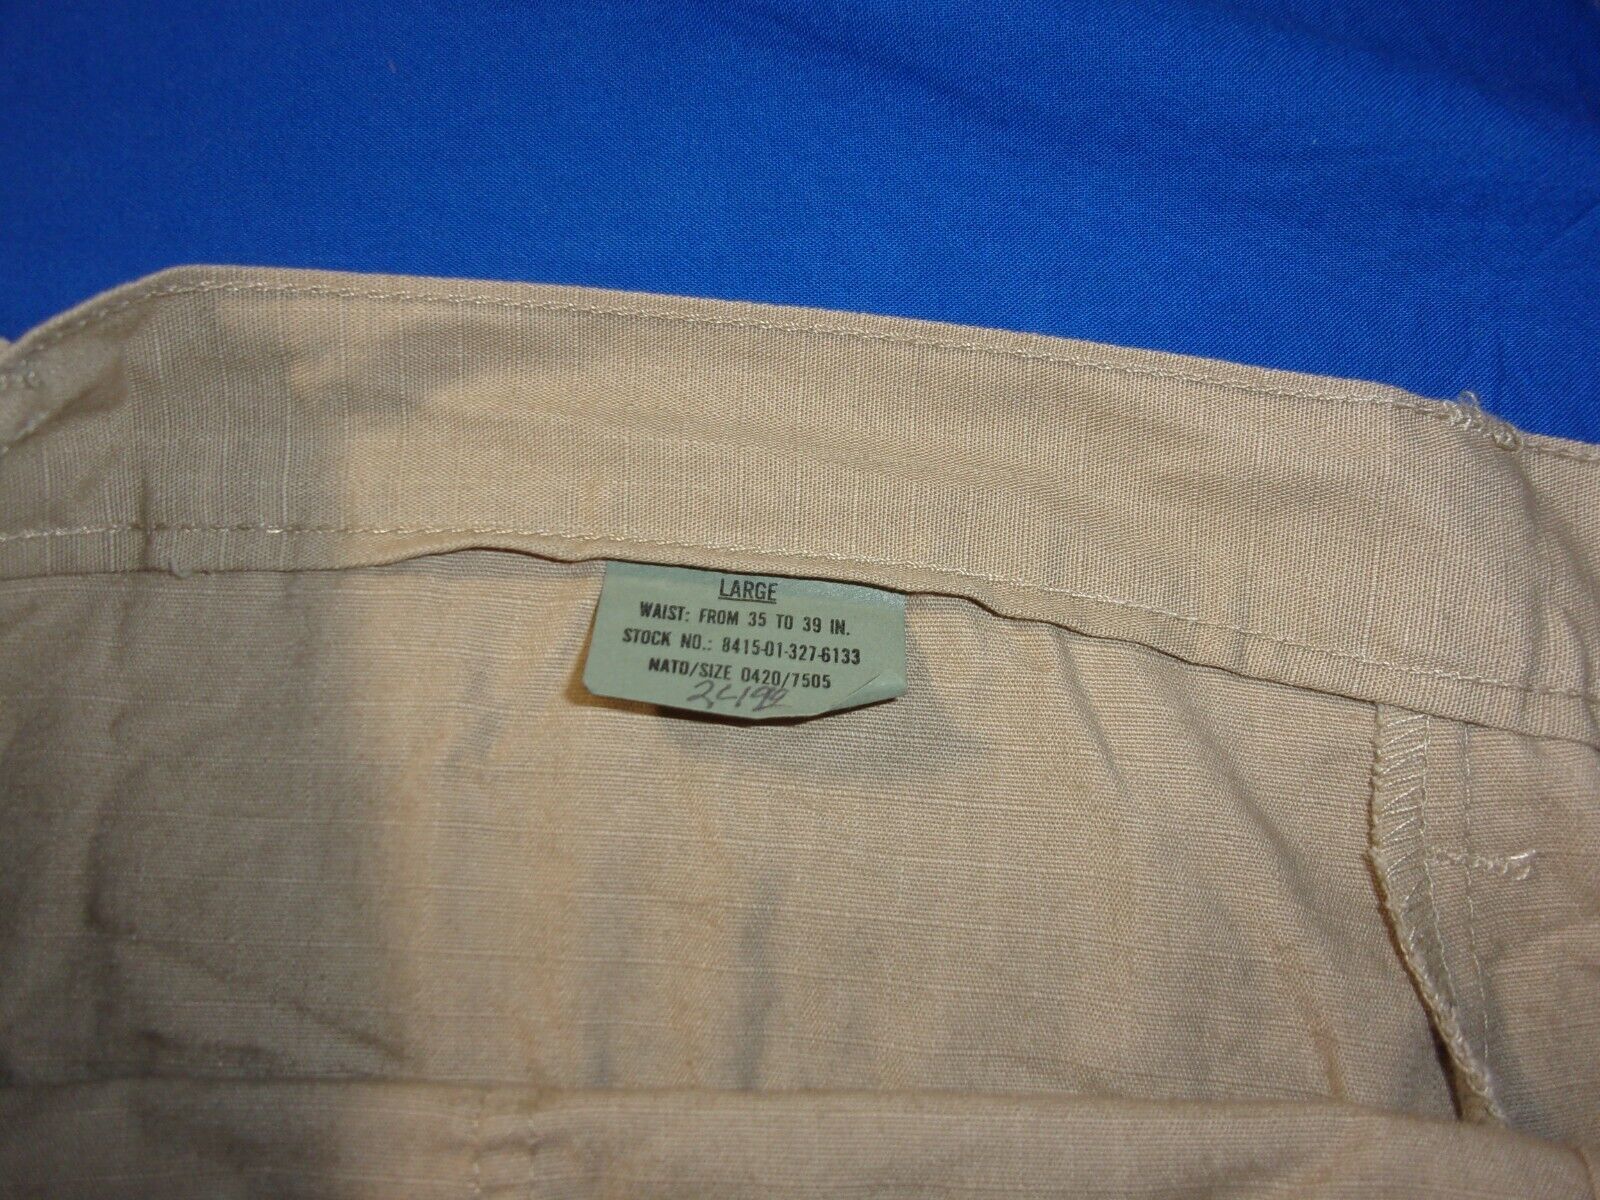 LARGE
WAIST: FROM 35 TO 39 IN.
STOCK NO.: 8415-01-327-6133
NATO/SIZE 0420/7505